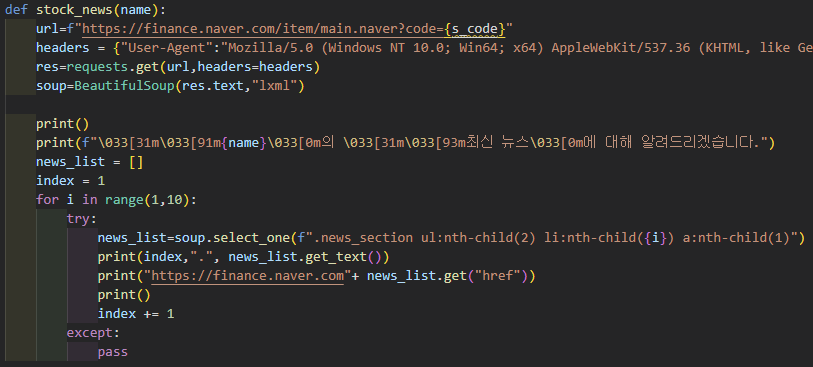 def stock_news(name):
    url=f"https://finance.naver.com/item/main.naver?code={s_code}"
    headers = {"User-Agent":"Mozilla/5.0 (Windows NT 10.0; Win64; x64) AppleWebKit/537.36 (KHTML, like Ge
    res=requests.get(url,headers=headers)
    soup=BeautifulSoup(res.text,"lxml")
    print()
    print(f"\033[31m\033[91m{name}\033[0m의 \033[31m\033[93m최신 뉴스\033[0m에 대해 알려드리겠습니다.")
    news_list = []
    index = 1
    for i in range(1,10):
        try:
            news_list=soup.select_one(f".news_section ul:nth-child(2) li:nth-child({i}) a:nth-child(1)")
            print(index,".", news_list.get_text())
            print("https://finance.naver.com"+ news_list.get("href"))
            print()
            index += 1
        except:
            pass